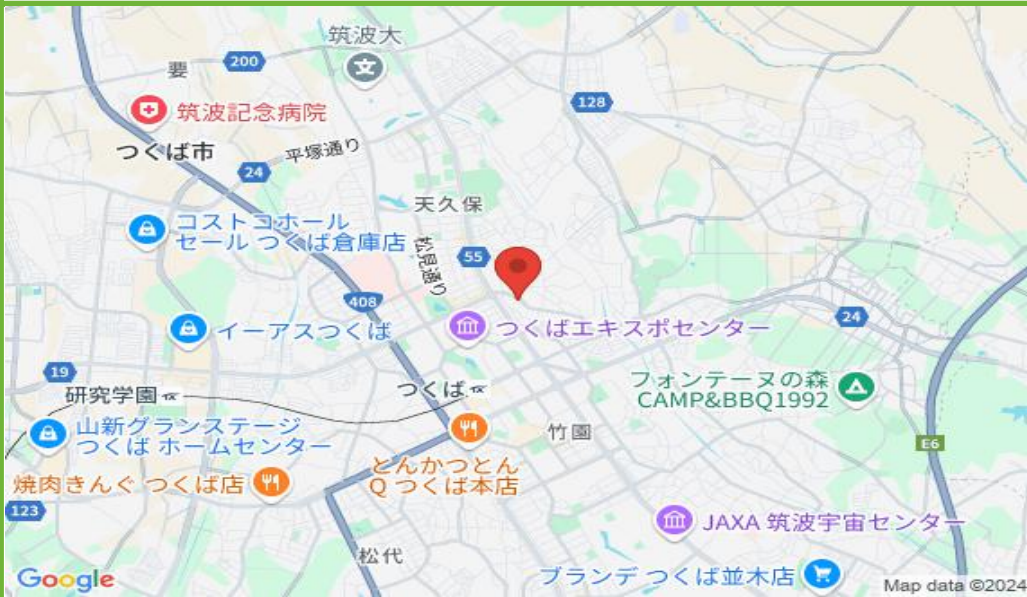 筑波大
200
要
128
筑波記念病院
つくば市
平塚通り
24
天久保
コストコホール
セール つくば倉庫店
松見通り
55
408
つくばエキスポセンター
24
イーアスつくば
19
研究学園
つくば
フォンテーヌの森
CAMP&BBQ1992
山新グランステージ
つくば ホームセンター
竹園
E6
とんかつとん
Q つくば本店
焼肉きんぐ つくば店
123
JAXA 筑波宇宙センター
松代
ブランデ つくば並木店
Google
Map data ©2024